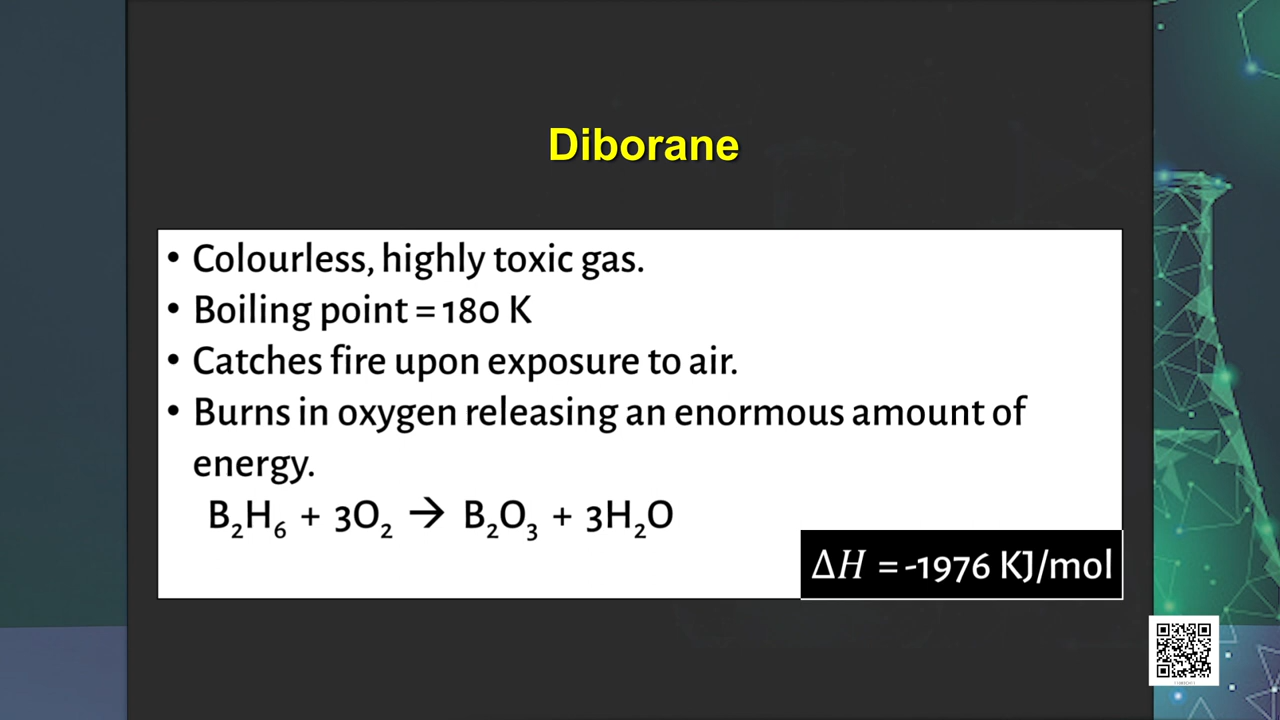 Diborane
• Colourless, highly toxic gas.
• Boiling point = 180 K
• Catches fire upon exposure to air.
• Burns in oxygen releasing an enormous amount of
energy.
B₂H₆ + 3O₂ → B₂O₃ + 3H₂O
ΔH = -1976 KJ/mol